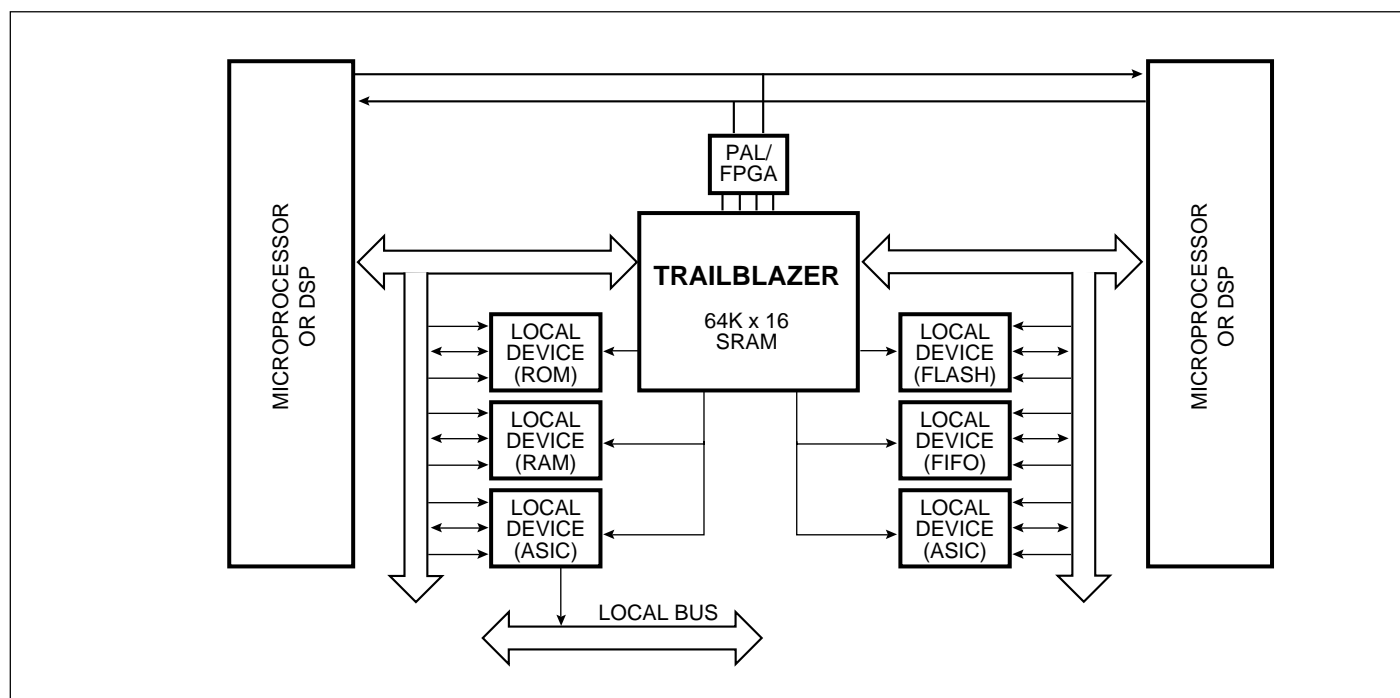 PAL/
FPGA
MICROPROCESSOR
OR DSP
TRAILBLAZER
64K x 16
SRAM
MICROPROCESSOR
OR DSP
LOCAL
DEVICE
(ROM)
LOCAL
DEVICE
(FLASH)
LOCAL
DEVICE
(RAM)
LOCAL
DEVICE
(FIFO)
LOCAL
DEVICE
(ASIC)
LOCAL
DEVICE
(ASIC)
LOCAL BUS